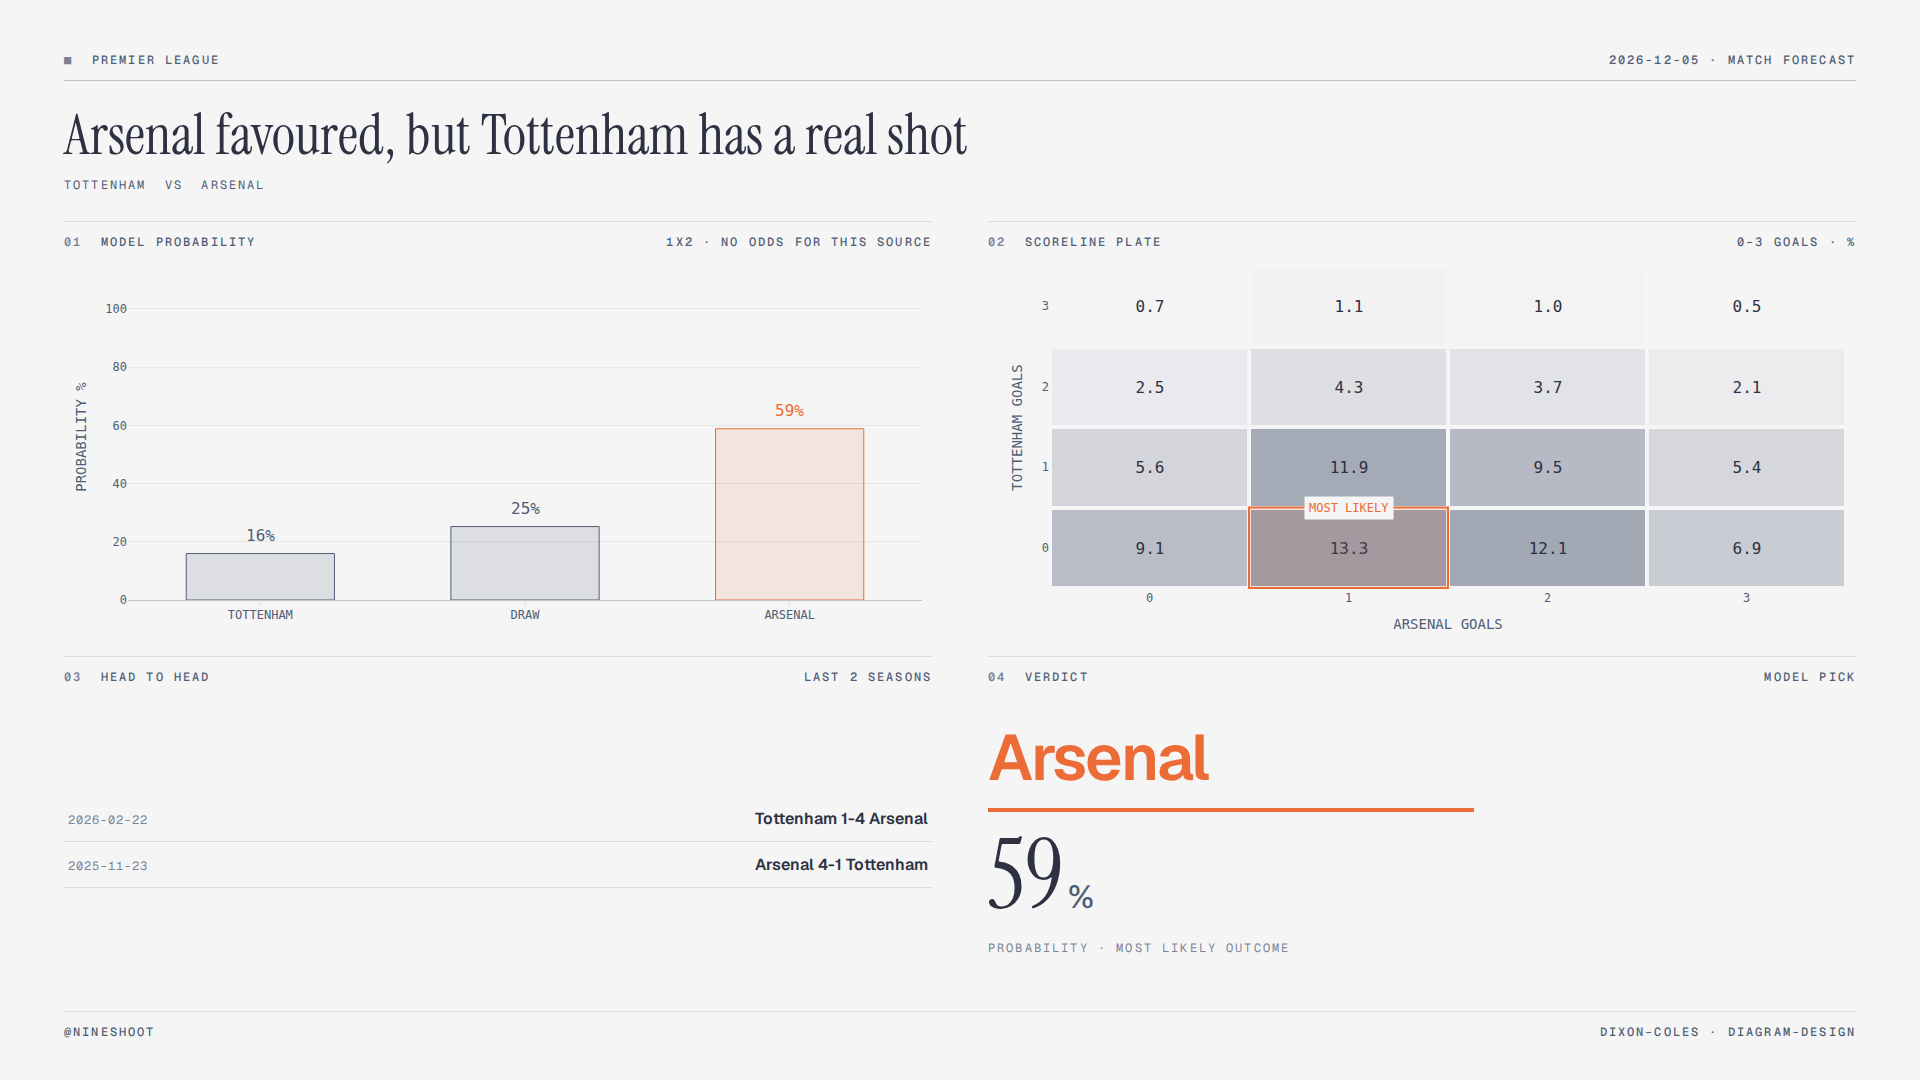 ■ PREMIER LEAGUE
2026-12-05 · MATCH FORECAST
Arsenal favoured, but Tottenham has a real shot
TOTTENHAM VS ARSENAL
01 MODEL PROBABILITY
1X2 · NO ODDS FOR THIS SOURCE
PROBABILITY %
100
80
60
40
20
0
16%
25%
59%
TOTTENHAM
DRAW
ARSENAL
02 SCORELINE PLATE
0–3 GOALS · %
TOTTENHAM GOALS
3 0.7 1.1 1.0 0.5
2 2.5 4.3 3.7 2.1
1 5.6 11.9 9.5 5.4
MOST LIKELY
0 9.1 13.3 12.1 6.9
0 1 2 3
ARSENAL GOALS
03 HEAD TO HEAD
LAST 2 SEASONS
2026-02-22 Tottenham 1-4 Arsenal
2025-11-23 Arsenal 4-1 Tottenham
04 VERDICT
MODEL PICK
Arsenal
59 %
PROBABILITY · MOST LIKELY OUTCOME
@NINESHOOT
DIXON-COLES · DIAGRAM-DESIGN